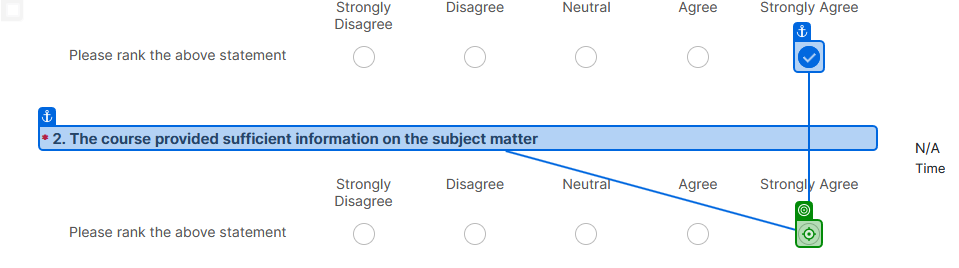 Strongly Disagree Disagree Neutral Agree Strongly Agree
Please rank the above statement
* 2. The course provided sufficient information on the subject matter
N/A
Time
Strongly Disagree Disagree Neutral Agree Strongly Agree
Please rank the above statement